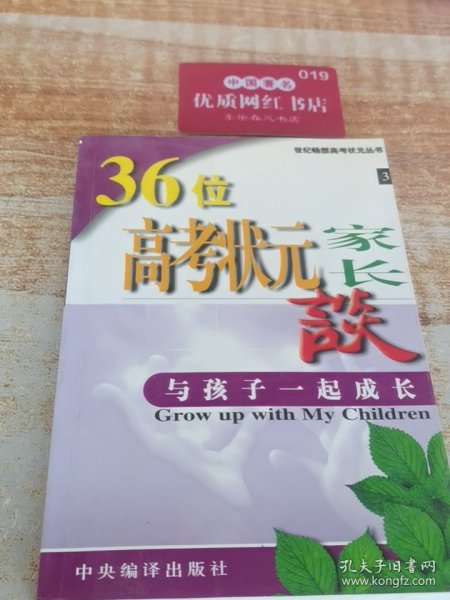 019
中国著名
优质网红书店
世纪畅想高考状元丛书
3
36位
高考状元
家长
談
与孩子一起成长
Grow up with My Children
中央编译出版社
孔夫子旧书网
www.kongfz.com